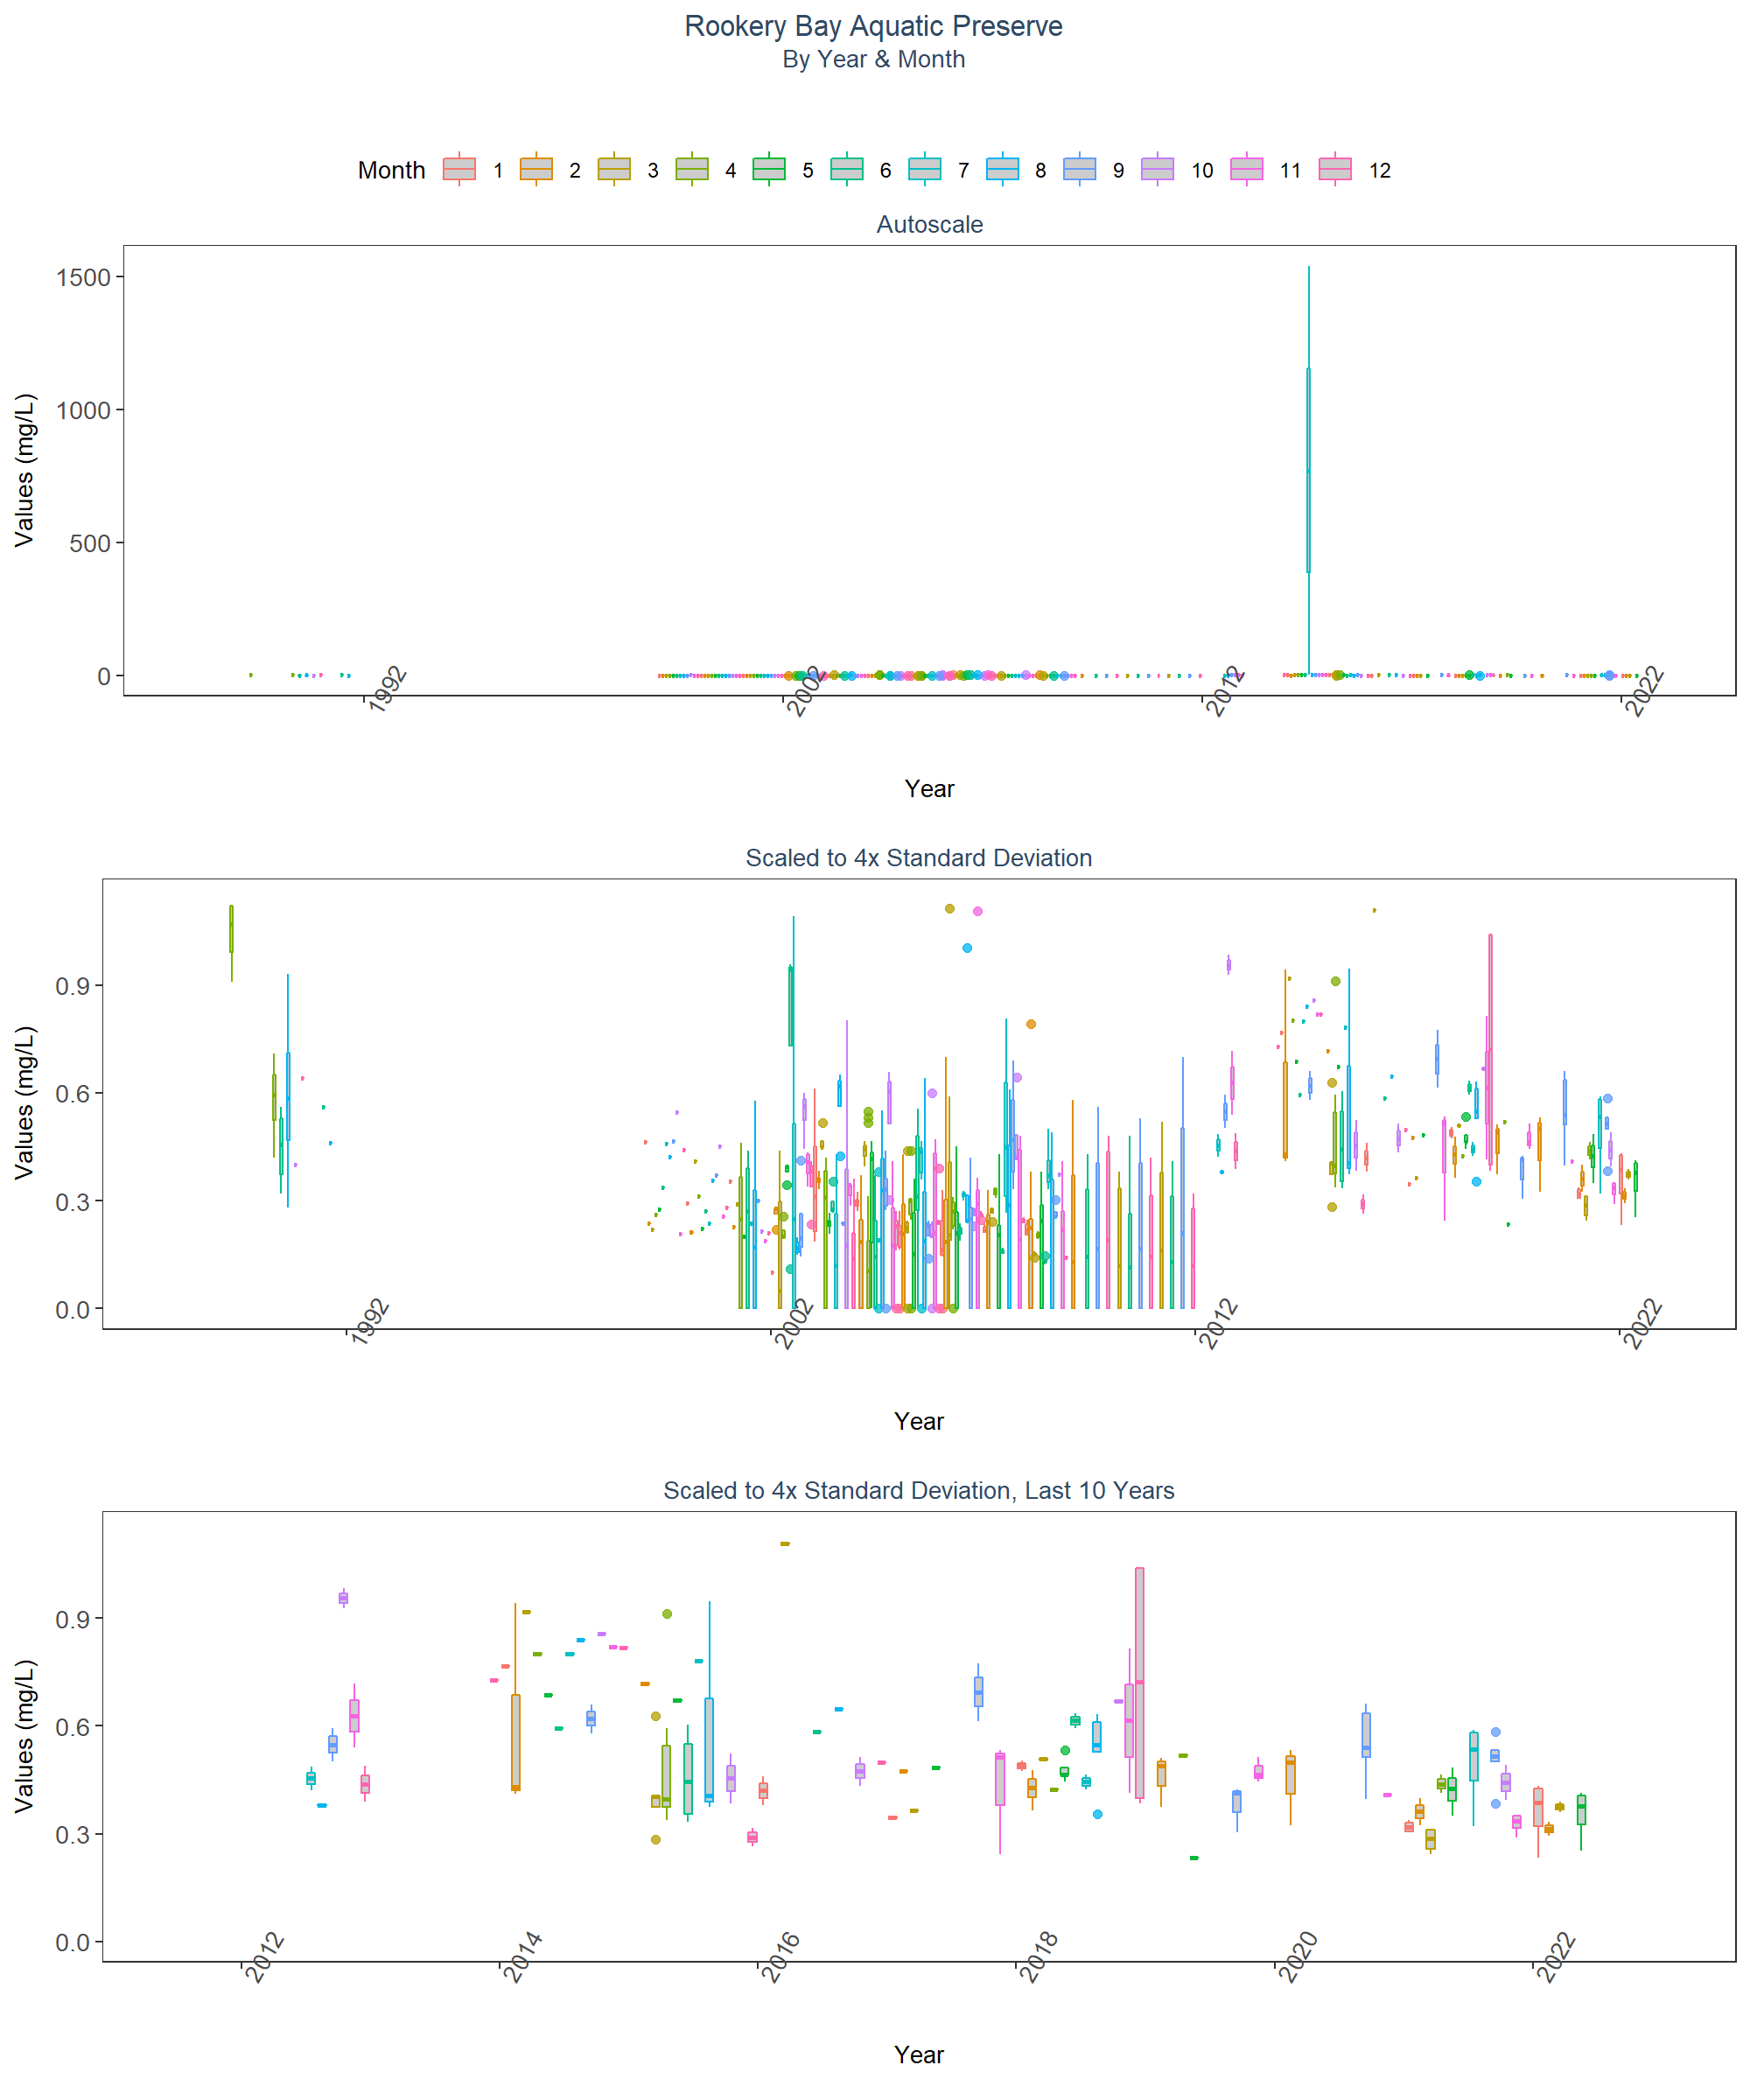 Rookery Bay Aquatic Preserve
By Year & Month
Month 1 2 3 4 5 6 7 8 9 10 11 12
Autoscale
Values (mg/L)
1500
1000
500
0
1992 2002 2012 2022
Year
Scaled to 4x Standard Deviation
Values (mg/L)
0.9
0.6
0.3
0.0
1992 2002 2012 2022
Year
Scaled to 4x Standard Deviation, Last 10 Years
Values (mg/L)
0.9
0.6
0.3
0.0
2012 2014 2016 2018 2020 2022
Year